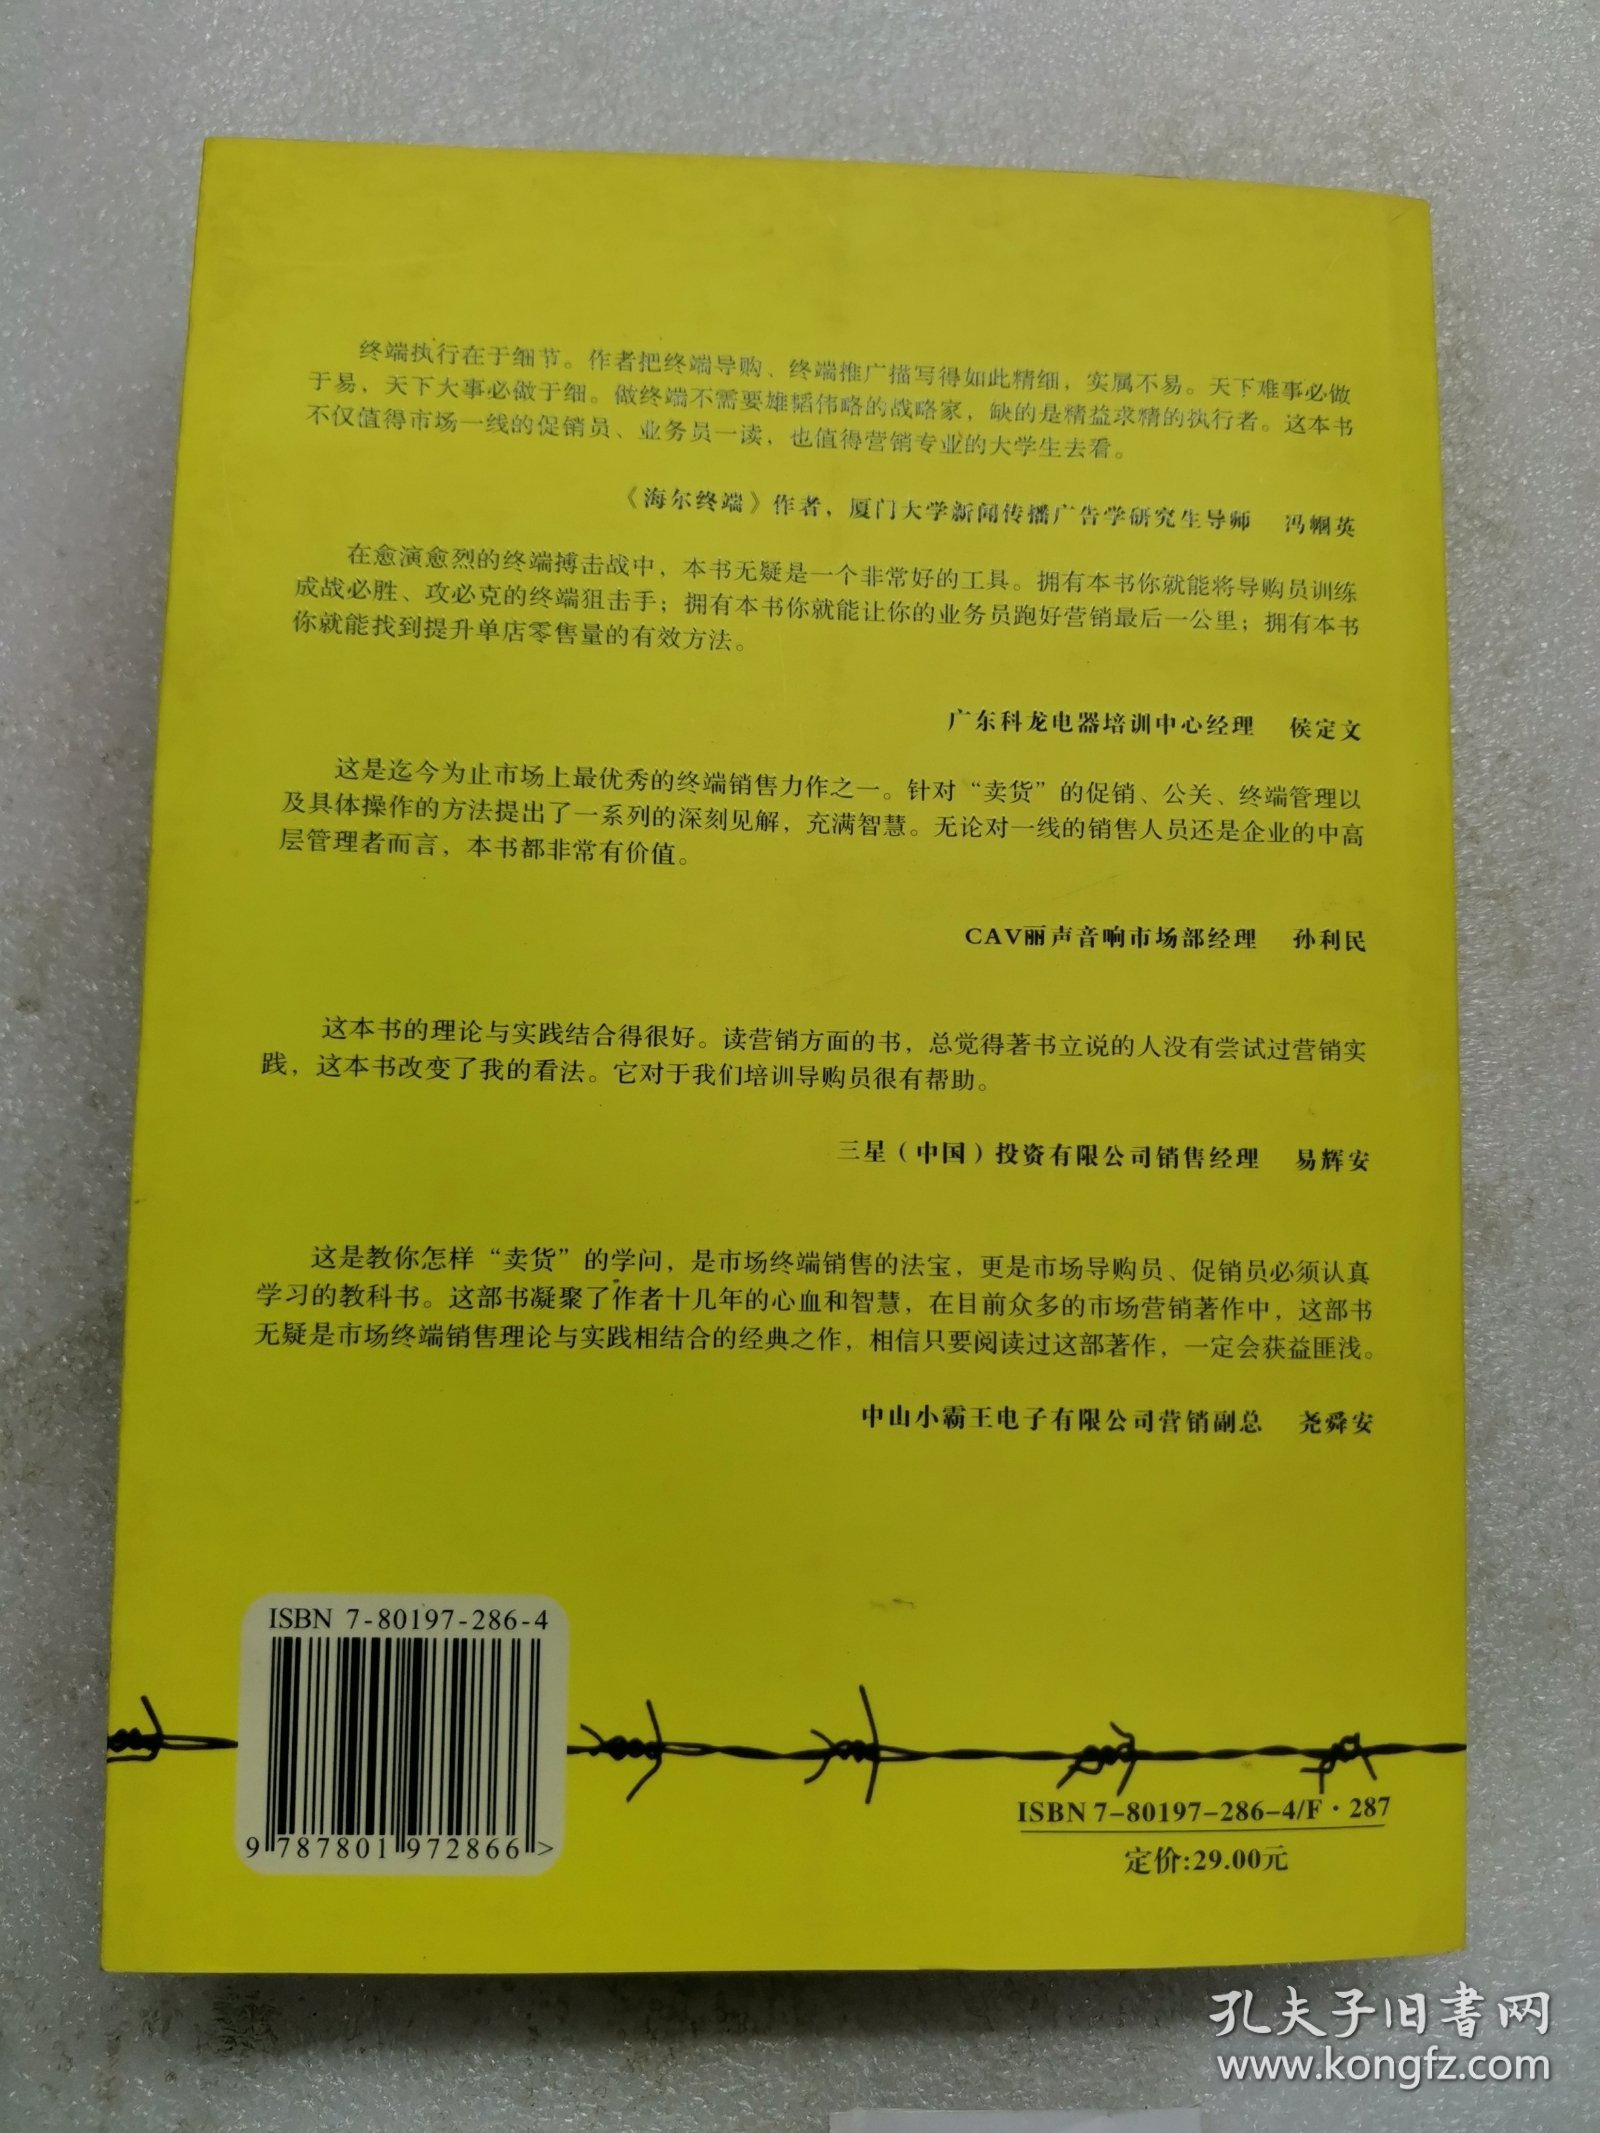 终端执行在于细节。作者把终端导购、终端推广描写得如此精细，实属不易。天下难事必做
于易，天下大事必做于细。做终端不需要雄韬伟略的战略家，缺的是精益求精的执行者。这本书
不仅值得市场一线的促销员、业务员一读，也值得营销专业的大学生去看。
《海尔终端》作者，厦门大学新闻传播广告学研究生导师 冯帼英
在愈演愈烈的终端搏击战中，本书无疑是一个非常好的工具。拥有本书你就能将导购员训练
成战必胜、攻必克的终端狙击手；拥有本书你就能让你的业务员跑好营销最后一公里；拥有本书
你就能找到提升单店零售量的有效方法。
广东科龙电器培训中心经理 侯定文
这是迄今为止市场上最优秀的终端销售力作之一。针对“卖货”的促销、公关、终端管理以
及具体操作的方法提出了一系列的深刻见解，充满智慧。无论对一线的销售人员还是企业的中高
层管理者而言，本书都非常有价值。
CAV丽声音响市场部经理 孙利民
这本书的理论与实践结合得很好。读营销方面的书，总觉得著书立说的人没有尝试过营销实
践，这本书改变了我的看法。它对于我们培训导购员很有帮助。
三星（中国）投资有限公司销售经理 易辉安
这是教你怎样“卖货”的学问，是市场终端销售的法宝，更是市场导购员、促销员必须认真
学习的教科书。这部书凝聚了作者十几年的心血和智慧，在目前众多的市场营销著作中，这部书
无疑是市场终端销售理论与实践相结合的经典之作，相信只要阅读过这部著作，一定会获益匪浅。
中山小霸王电子有限公司营销副总 尧舜安
ISBN 7-80197-286-4
9 787801 972866 >
ISBN 7-80197-286-4/F·287
定价:29.00元
孔夫子旧书网
www.kongfz.com